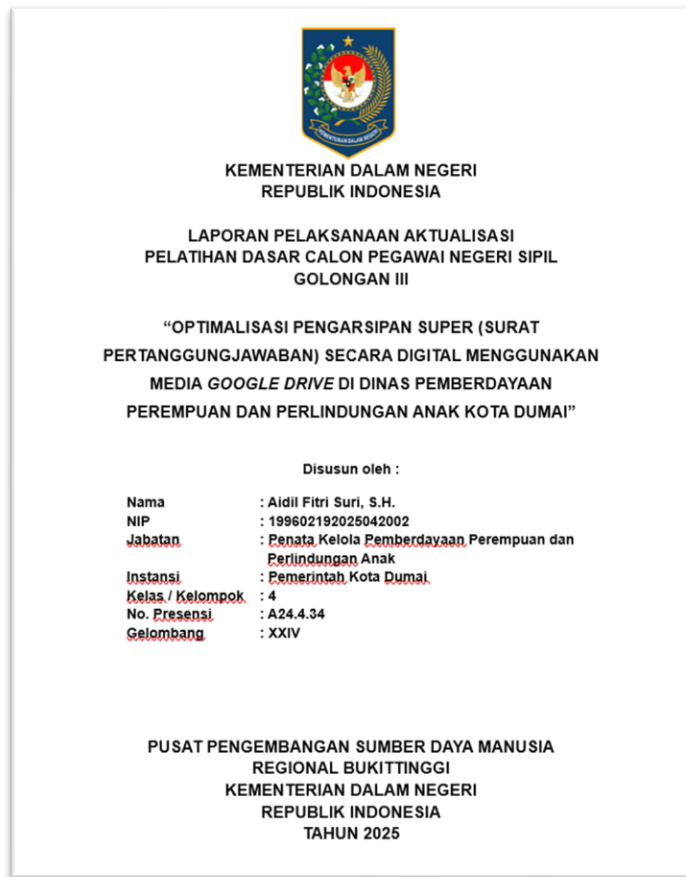 KEMENTERIAN DALAM NEGERI
KEMENTERIAN DALAM NEGERI
REPUBLIK INDONESIA
LAPORAN PELAKSANAAN AKTUALISASI
PELATIHAN DASAR CALON PEGAWAI NEGERI SIPIL
GOLONGAN III
“OPTIMALISASI PENGARSIPAN SUPER (SURAT
PERTANGGUNGJAWABAN) SECARA DIGITAL MENGGUNAKAN
MEDIA GOOGLE DRIVE DI DINAS PEMBERDAYAAN
PEREMPUAN DAN PERLINDUNGAN ANAK KOTA DUMAI”
Disusun oleh :
Nama : Aidil Fitri Suri, S.H.
NIP : 199602192025042002
Jabatan : Penata Kelola Pemberdayaan Perempuan dan
Perlindungan Anak
Instansi : Pemerintah Kota Dumai
Kelas / Kelompok : 4
No. Presensi : A24.4.34
Gelombang : XXIV
PUSAT PENGEMBANGAN SUMBER DAYA MANUSIA
REGIONAL BUKITTINGGI
KEMENTERIAN DALAM NEGERI
REPUBLIK INDONESIA
TAHUN 2025